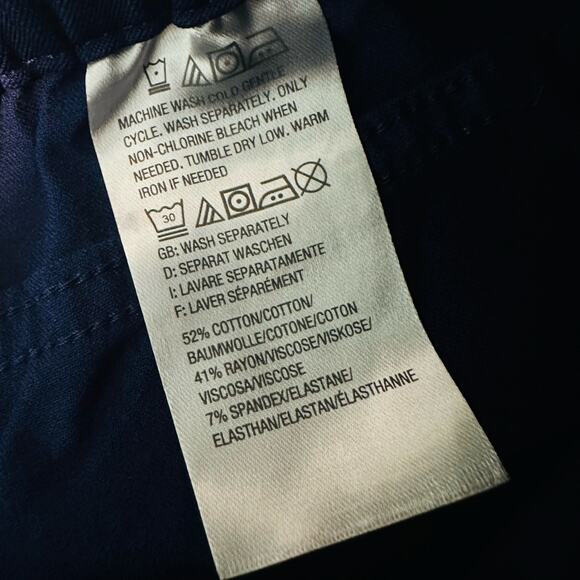 MACHINE WASH COLD GENTLE
CYCLE. WASH SEPARATELY. ONLY
NON-CHLORINE BLEACH WHEN
NEEDED. TUMBLE DRY LOW. WARM
IRON IF NEEDED
30
GB: WASH SEPARATELY
D: SEPARAT WASCHEN
I: LAVARE SEPARATAMENTE
F: LAVER SÉPARÉMENT
52% COTTON/COTTON/
BAUMWOLLE/COTONE/COTON
41% RAYON/VISCOSE/VISKOSE/
VISCOSA/VISCOSE
7% SPANDEX/ELASTANE/
ELASTHAN/ELASTAN/ÉLASTHANNE